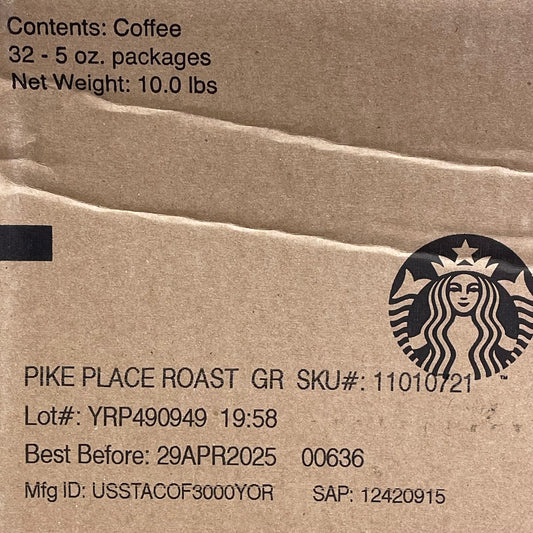 Contents: Coffee
32 - 5 oz. packages
Net Weight: 10.0 lbs
PIKE PLACE ROAST GR SKU#: 11010721
Lot#: YRP490949 19:58
Best Before: 29APR2025 00636
Mfg ID: USSTACOF3000YOR SAP: 12420915
TM